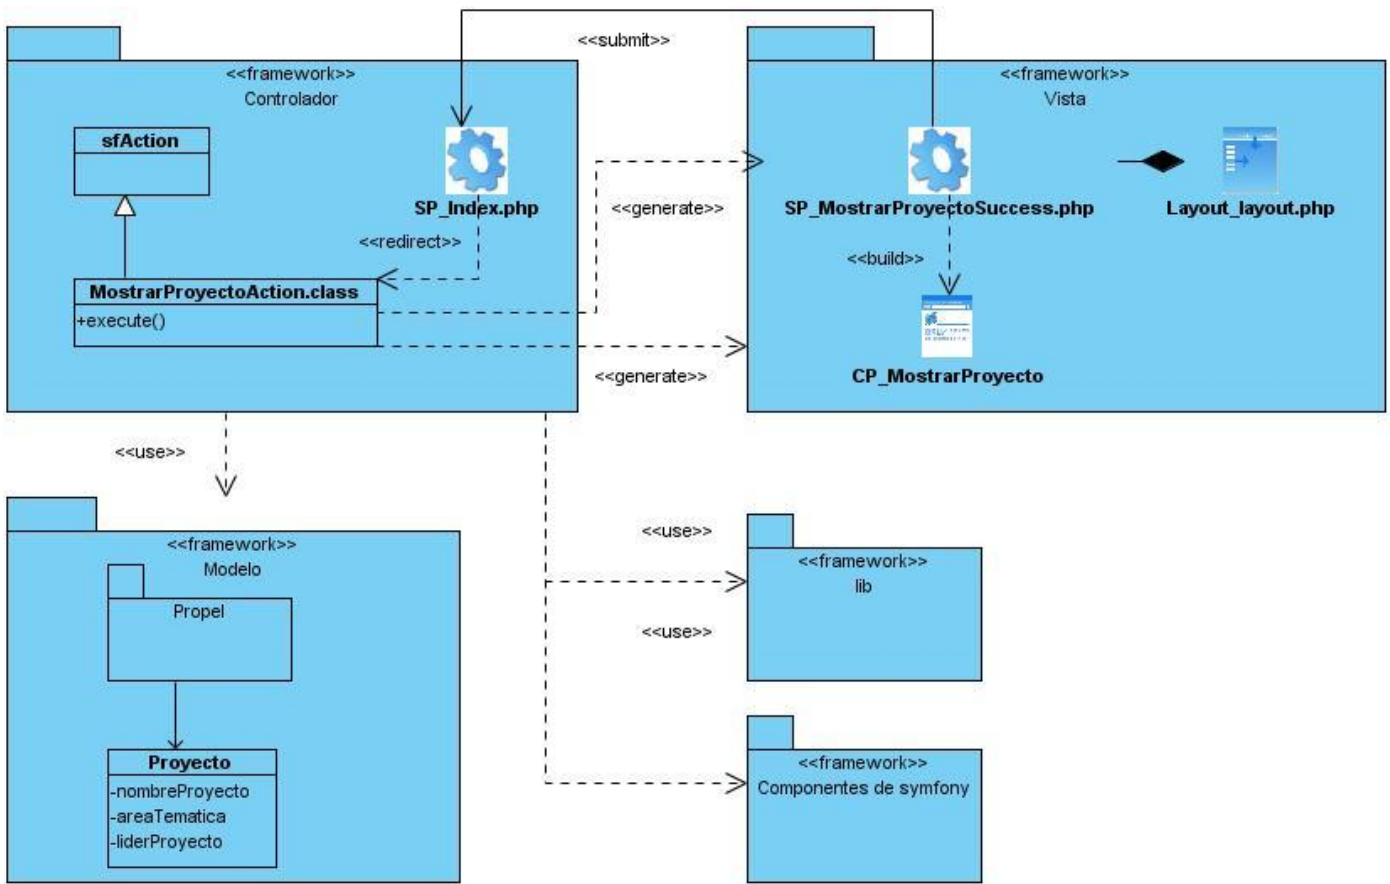 <<submit>>
<<framework>>
Controlador
sfAction
SP_Index.php
<<redirect>>
MostrarProyectoAction.class
+execute()
<<generate>>
<<generate>>
<<framework>>
Vista
SP_MostrarProyectoSuccess.php
Layout_layout.php
<<build>>
CP_MostrarProyecto
<<use>>
<<framework>>
Modelo
Propel
Proyecto
-nombreProyecto
-areaTematica
-liderProyecto
<<use>>
<<use>>
<<framework>>
lib
<<framework>>
Componentes de symfony